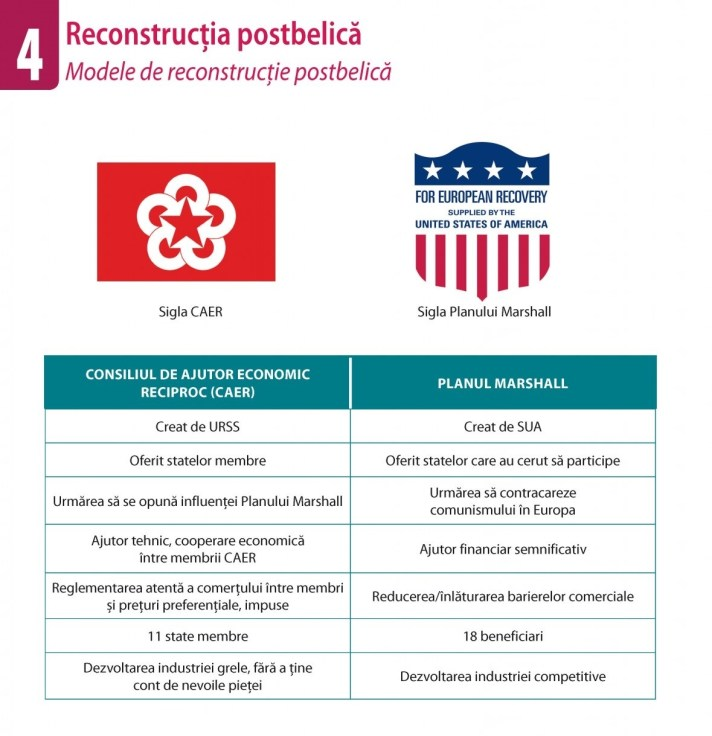 4
Reconstrucția postbelică
Modele de reconstrucție postbelică
FOR EUROPEAN RECOVERY
SUPPLIED BY THE
UNITED STATES OF AMERICA
Sigla CAER
Sigla Planului Marshall
CONSILIUL DE AJUTOR ECONOMIC
RECIPROC (CAER)
PLANUL MARSHALL
Creat de URSS
Creat de SUA
Oferit statelor membre
Oferit statelor care au cerut să participe
Urmărea să se opună influenței Planului Marshall
Urmărea să contracareze
comunismului în Europa
Ajutor tehnic, cooperare economică
între membrii CAER
Ajutor financiar semnificativ
Reglementarea atentă a comerțului între membri
și prețuri preferențiale, impuse
Reducerea/înlăturarea barierelor comerciale
11 state membre
18 beneficiari
Dezvoltarea industriei grele, fără a ține
cont de nevoile pieței
Dezvoltarea industriei competitive